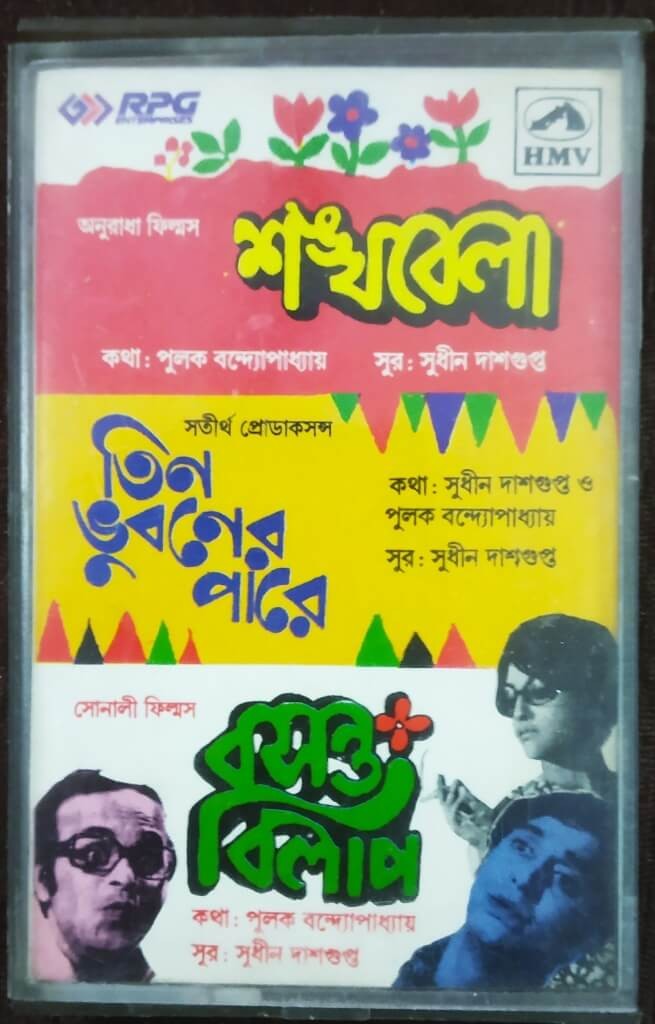 RPG
ENTERPRISES
HMV
অনুরাধা ফিল্মস
শঙ্খবেলা
কথা: পুলক বন্দ্যোপাধ্যায় সুর: সুধীন দাশগুপ্ত
সতীর্থ প্রোডাকসন্স
তিন
ভুবনের
পারে
কথা: সুধীন দাশগুপ্ত ও
পুলক বন্দ্যোপাধ্যায়
সুর: সুধীন দাশগুপ্ত
সোনালী ফিল্মস
বসন্ত
বিলাপ
কথা: পুলক বন্দ্যোপাধ্যায়
সুর: সুধীন দাশগুপ্ত